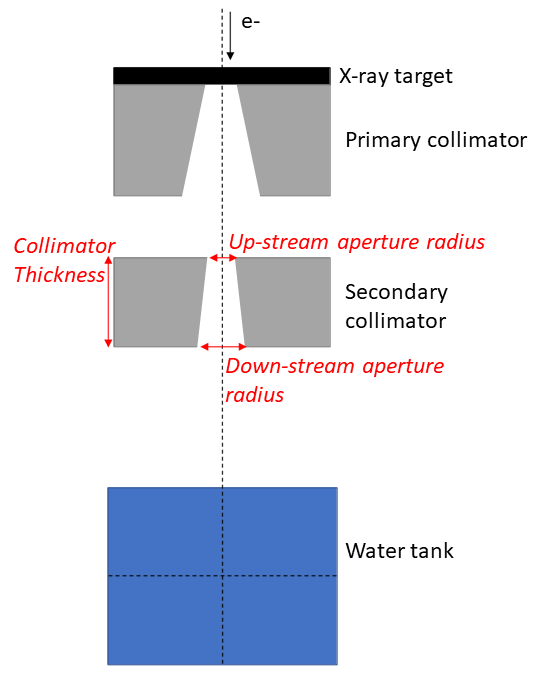 e-
X-ray target
Primary collimator
Up-stream aperture radius
Collimator
Thickness
Secondary
collimator
Down-stream aperture
radius
Water tank